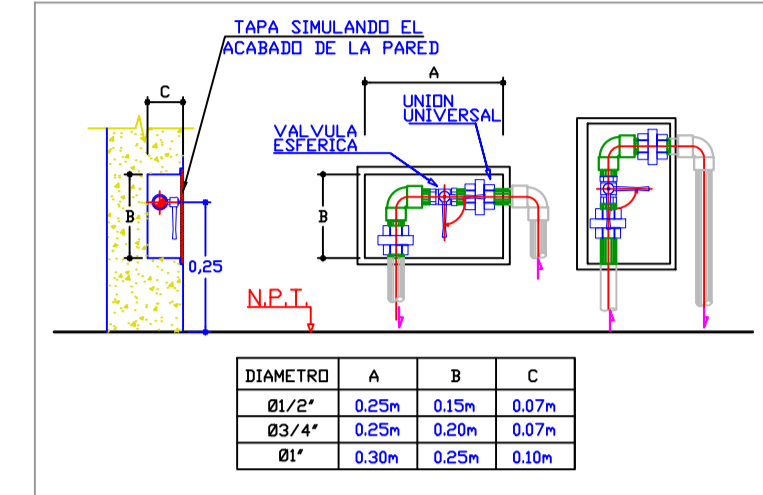 TAPA SIMULANDO EL
ACABADO DE LA PARED
C
A
UNION
UNIVERSAL
VALVULA
ESFERICA
B
B
0,25
N.P.T.
DIAMETRO A B C
Ø1/2" 0.25m 0.15m 0.07m
Ø3/4" 0.25m 0.20m 0.07m
Ø1" 0.30m 0.25m 0.10m